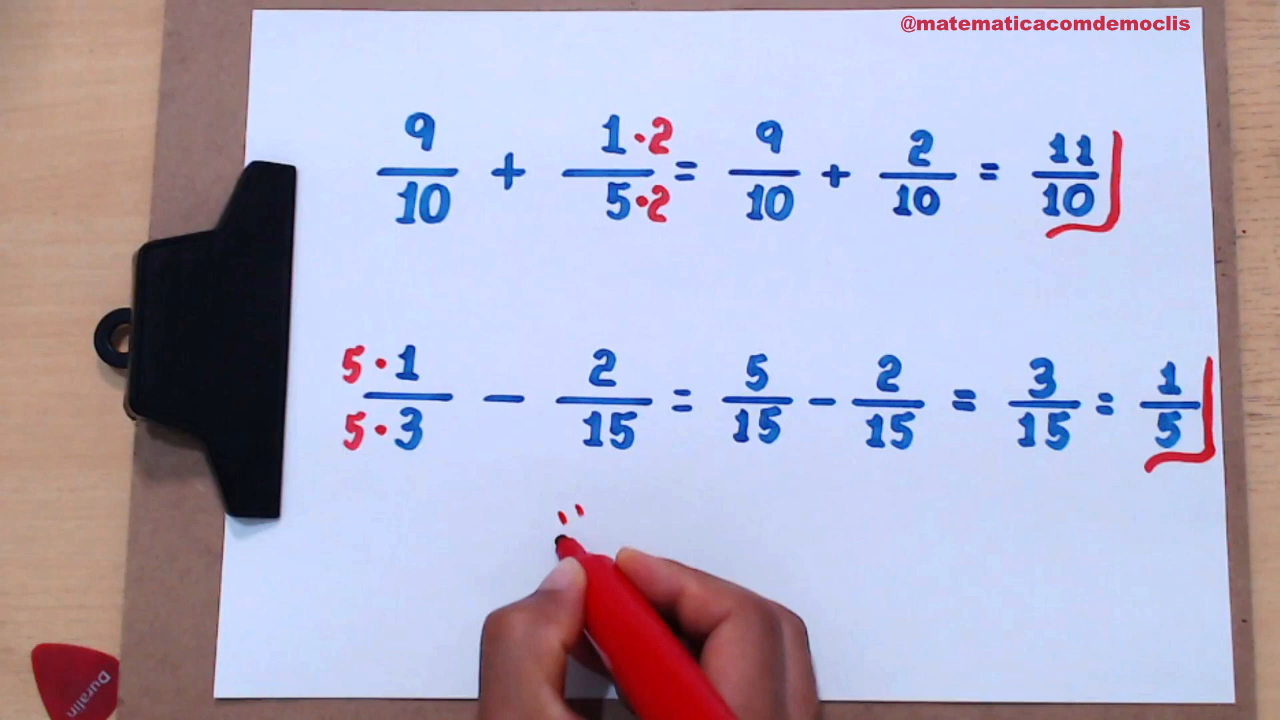 @matematicacomdemoclis
9/10 + 1·2/5·2 = 9/10 + 2/10 = 11/10
5·1/5·3 - 2/15 = 5/15 - 2/15 = 3/15 = 1/5
Duralin